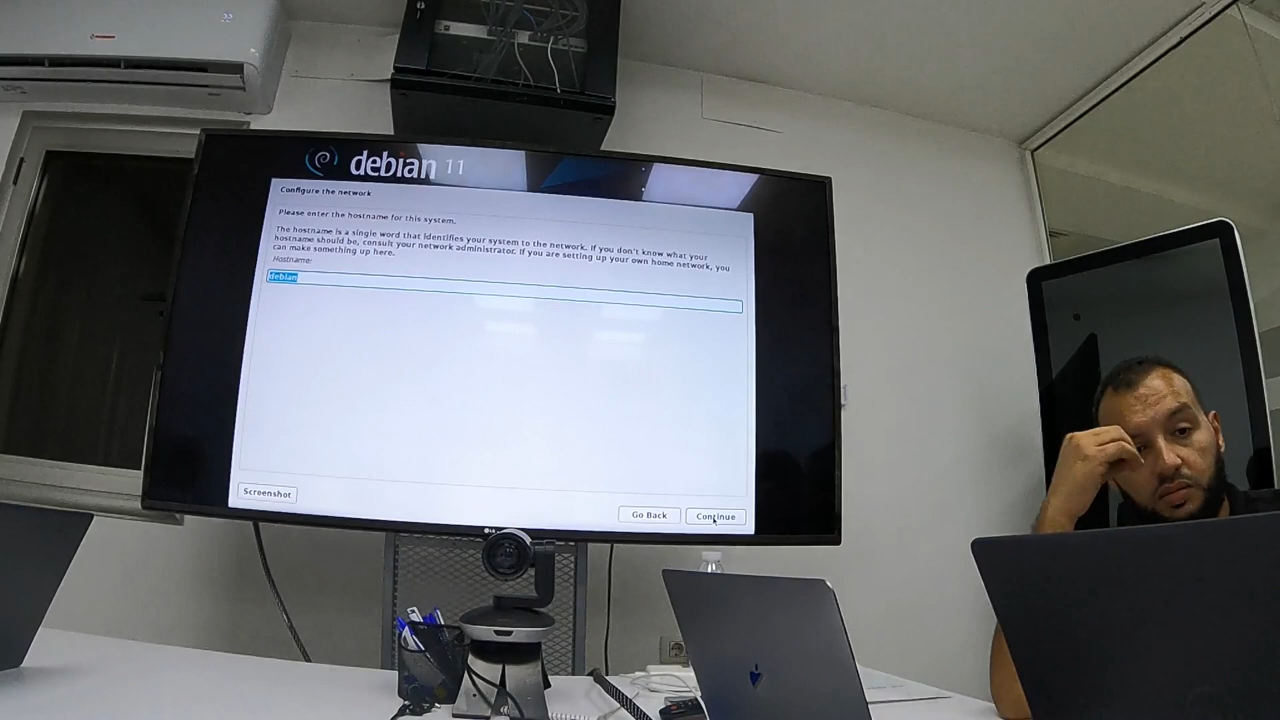 debian 11
Configure the network
Please enter the hostname for this system.
The hostname is a single word that identifies your system to the network. If you don't know what your
hostname should be, consult your network administrator. If you are setting up your own home network, you
can make something up here.
Hostname:
debian
Screenshot
Go Back
Continue
LG